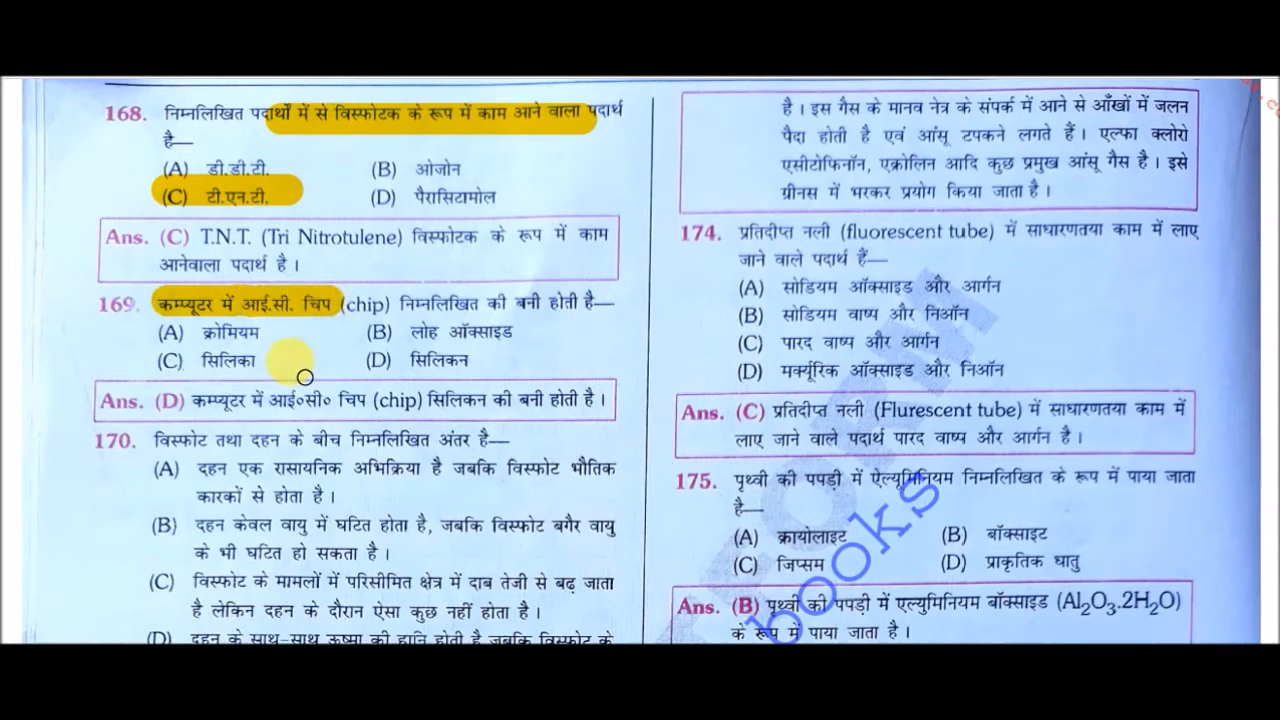 168. निम्नलिखित पदार्थों में से विस्फोटक के रूप में काम आने वाला पदार्थ
है—
(A) डी.डी.टी. (B) ओजोन
(C) टी.एन.टी. (D) पैरासिटामोल
Ans. (C) T.N.T. (Tri Nitrotulene) विस्फोटक के रूप में काम
आनेवाला पदार्थ है।
169. कम्प्यूटर में आई.सी. चिप (chip) निम्नलिखित की बनी होती है—
(A) क्रोमियम (B) लोह ऑक्साइड
(C) सिलिका (D) सिलिकन
Ans. (D) कम्प्यूटर में आई०सी० चिप (chip) सिलिकन की बनी होती है।
170. विस्फोट तथा दहन के बीच निम्नलिखित अंतर है—
(A) दहन एक रासायनिक अभिक्रिया है जबकि विस्फोट भौतिक
कारकों से होता है।
(B) दहन केवल वायु में घटित होता है, जबकि विस्फोट बगैर वायु
के भी घटित हो सकता है।
(C) विस्फोट के मामलों में परिसीमित क्षेत्र में दाब तेजी से बढ़ जाता
है लेकिन दहन के दौरान ऐसा कुछ नहीं होता है।
(D) दहन के साथ-साथ ऊष्मा की हानि होती है जबकि विस्फोट के
है। इस गैस के मानव नेत्र के संपर्क में आने से आँखों में जलन
पैदा होती है एवं आंसू टपकने लगते हैं। एल्फा क्लोरो
एसीटोफिनॉन, एक्रोलिन आदि कुछ प्रमुख आंसू गैस है। इसे
ग्रीनस में भरकर प्रयोग किया जाता है।
174. प्रतिदीप्त नली (fluorescent tube) में साधारणतया काम में लाए
जाने वाले पदार्थ हैं—
(A) सोडियम ऑक्साइड और आर्गन
(B) सोडियम वाष्प और निऑन
(C) पारद वाष्प और आर्गन
(D) मर्क्यूरिक ऑक्साइड और निऑन
Ans. (C) प्रतिदीप्त नली (Flurescent tube) में साधारणतया काम में
लाए जाने वाले पदार्थ पारद वाष्प और आर्गन है।
175. पृथ्वी की पपड़ी में ऐल्यूमिनियम निम्नलिखित के रूप में पाया जाता
है—
(A) क्रायोलाइट (B) बॉक्साइट
(C) जिप्सम (D) प्राकृतिक धातु
Ans. (B) पृथ्वी की पपड़ी में एल्युमिनियम बॉक्साइड (Al₂O₃.2H₂O)
के रूप में पाया जाता है।
books